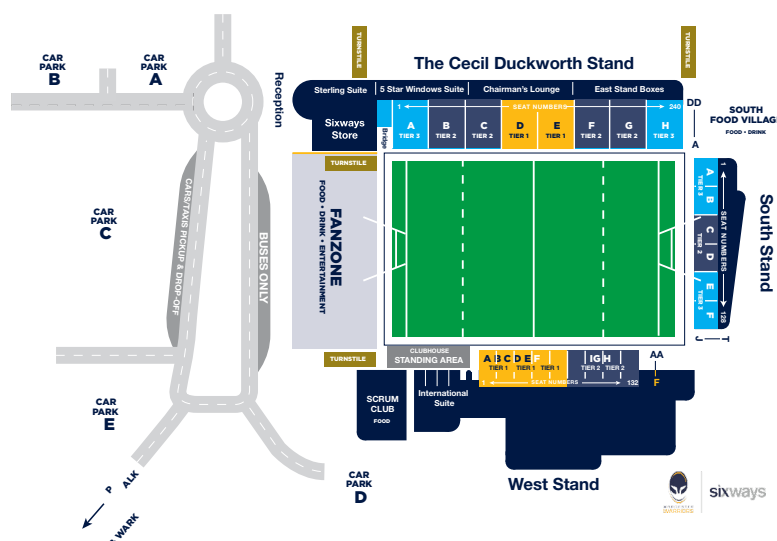 The Cecil Duckworth Stand
TURNSTILE
TURNSTILE
CAR
PARK
B
CAR
PARK
A
Reception
Sterling Suite
5 Star Windows Suite
Chairman's Lounge
East Stand Boxes
Sixways
Store
Bridge
1
SEAT NUMBERS
240
A
TIER 3
B
TIER 2
C
TIER 2
D
TIER 1
E
TIER 1
F
TIER 2
G
TIER 2
H
TIER 3
DD
A
SOUTH
FOOD VILLAG
FOOD • DRINK
TURNSTILE
FANZONE
FOOD • DRINK • ENTERTAINMENT
CAR
PARK
C
CARS/TAXIS PICKUP & DROP-OFF
BUSES ONLY
A
B
TIER 3
C
D
TIER 2
E
F
TIER 3
1
SEAT NUMBERS
128
South Stand
J
T
TURNSTILE
CLUBHOUSE
STANDING AREA
A B C D E F
TIER 1
TIER 1
TIER 1
I G H
TIER 2
TIER 2
1
SEAT NUMBERS
132
AA
F
SCRUM
CLUB
FOOD
International
Suite
West Stand
CAR
PARK
E
CAR
PARK
D
P
ALK
WARK
WARRIORS
sixways